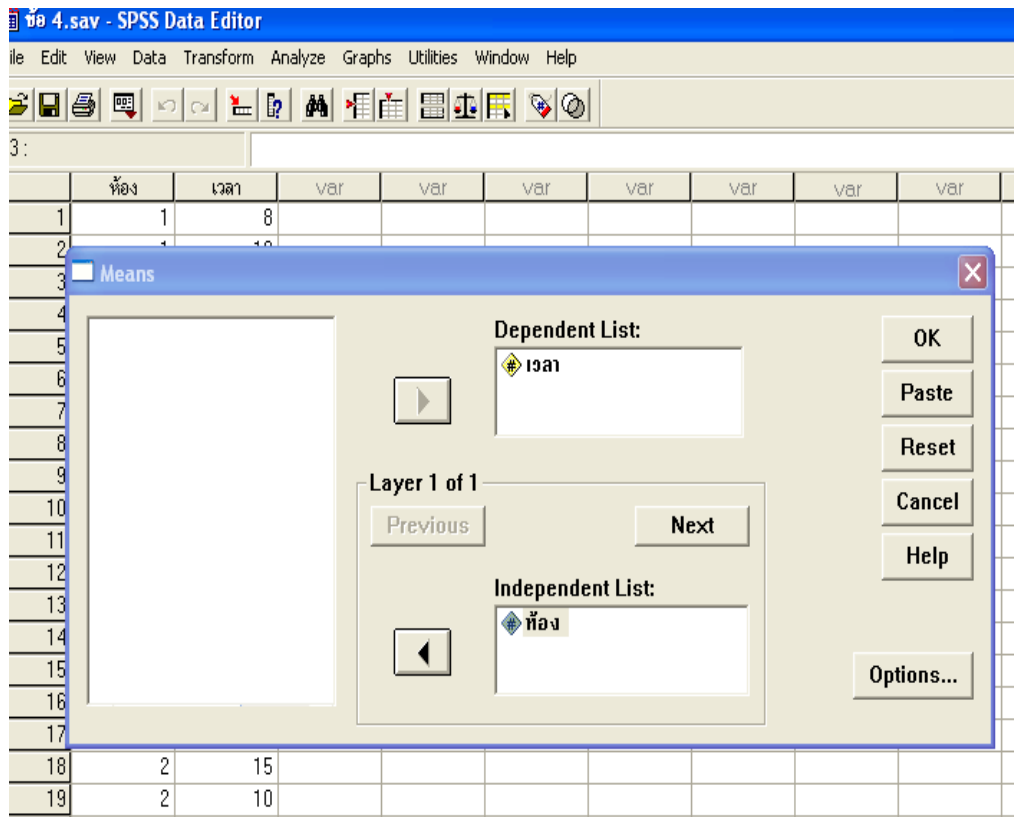 ข้อ 4.sav - SPSS Data Editor
ile Edit View Data Transform Analyze Graphs Utilities Window Help
3 :
ห้อง เวลา var var var var var var var
1 1 8
2
3
4
5
6
7
8
9
10
11
12
13
14
15
16
17
18 2 15
19 2 10
Means
Dependent List:
เวลา
Layer 1 of 1
Previous Next
Independent List:
ห้อง
OK
Paste
Reset
Cancel
Help
Options...